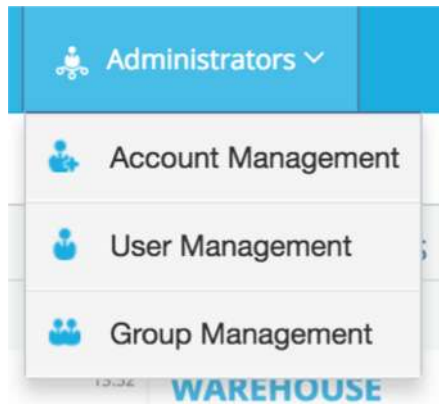 Administrators
Account Management
User Management
Group Management
WAREHOUSE